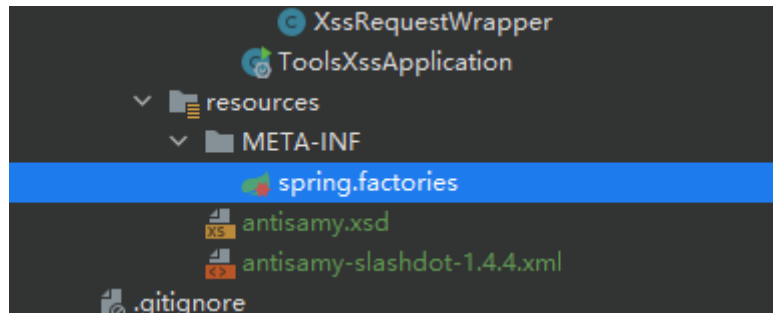 XssRequestWrapper
ToolsXssApplication
resources
META-INF
spring.factories
antisamy.xsd
antisamy-slashdot-1.4.4.xml
.gitignore